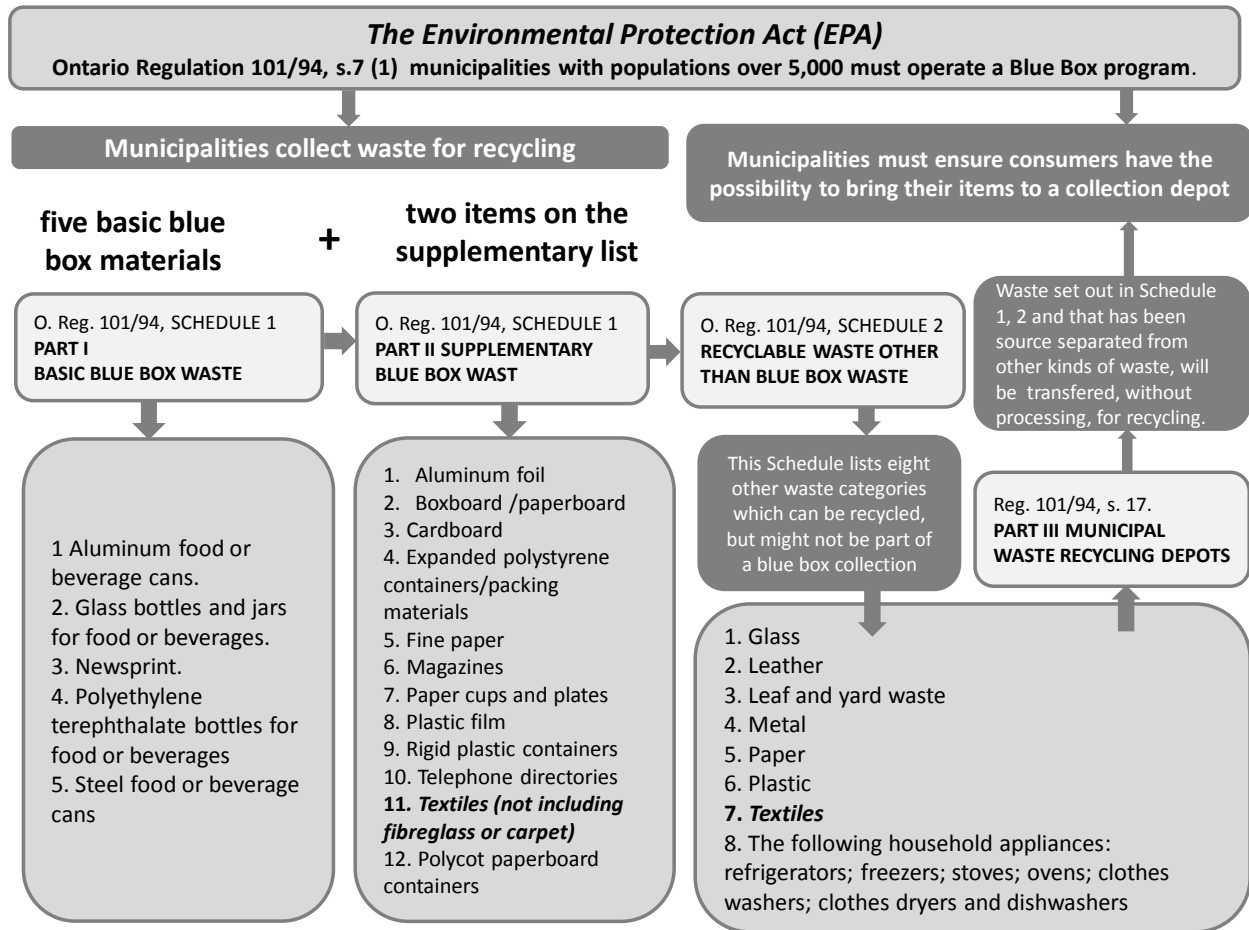 The Environmental Protection Act (EPA)
Ontario Regulation 101/94, s.7 (1) municipalities with populations over 5,000 must operate a Blue Box program.
Municipalities collect waste for recycling
five basic blue
box materials
+
two items on the
supplementary list
O. Reg. 101/94, SCHEDULE 1
PART I
BASIC BLUE BOX WASTE
O. Reg. 101/94, SCHEDULE 1
PART II SUPPLEMENTARY
BLUE BOX WAST
O. Reg. 101/94, SCHEDULE 2
RECYCLABLE WASTE OTHER
THAN BLUE BOX WASTE
Municipalities must ensure consumers have the
possibility to bring their items to a collection depot
Waste set out in Schedule
1, 2 and that has been
source separated from
other kinds of waste, will
be transfered, without
processing, for recycling.
Reg. 101/94, s. 17.
PART III MUNICIPAL
WASTE RECYCLING DEPOTS
1 Aluminum food or
beverage cans.
2. Glass bottles and jars
for food or beverages.
3. Newsprint.
4. Polyethylene
terephthalate bottles for
food or beverages
5. Steel food or beverage
cans
1. Aluminum foil
2. Boxboard /paperboard
3. Cardboard
4. Expanded polystyrene
containers/packing
materials
5. Fine paper
6. Magazines
7. Paper cups and plates
8. Plastic film
9. Rigid plastic containers
10. Telephone directories
11. Textiles (not including
fibreglass or carpet)
12. Polycot paperboard
containers
This Schedule lists eight
other waste categories
which can be recycled,
but might not be part of
a blue box collection
1. Glass
2. Leather
3. Leaf and yard waste
4. Metal
5. Paper
6. Plastic
7. Textiles
8. The following household appliances:
refrigerators; freezers; stoves; ovens; clothes
washers; clothes dryers and dishwashers